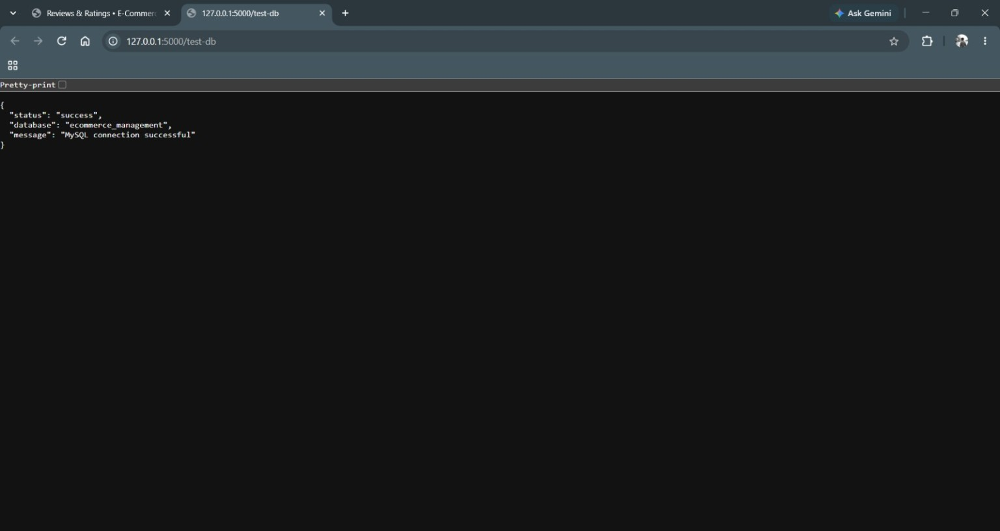 Reviews & Ratings • E-Commer
127.0.0.1:5000/test-db
Ask Gemini
127.0.0.1:5000/test-db
Pretty-print
{
"status": "success",
"database": "ecommerce_management",
"message": "MySQL connection successful"
}